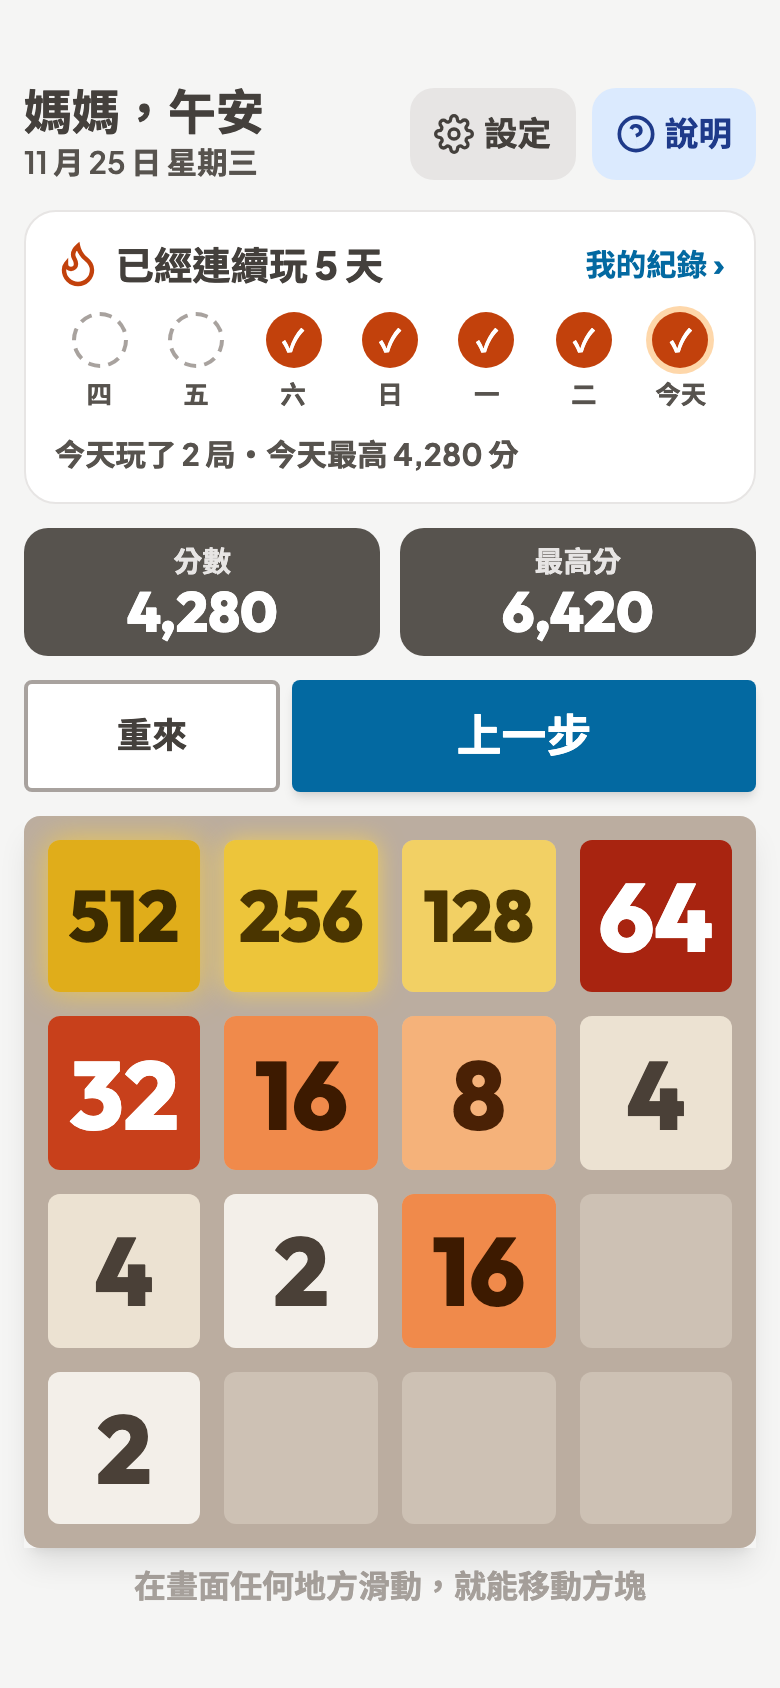 媽媽，午安
11 月 25 日 星期三
設定
說明
已經連續玩 5 天
我的紀錄 ›
四 五 六 日 一 二 今天
今天玩了 2 局・今天最高 4,280 分
分數
4,280
最高分
6,420
重來
上一步
512 256 128 64
32 16 8 4
4 2 16
2
在畫面任何地方滑動，就能移動方塊